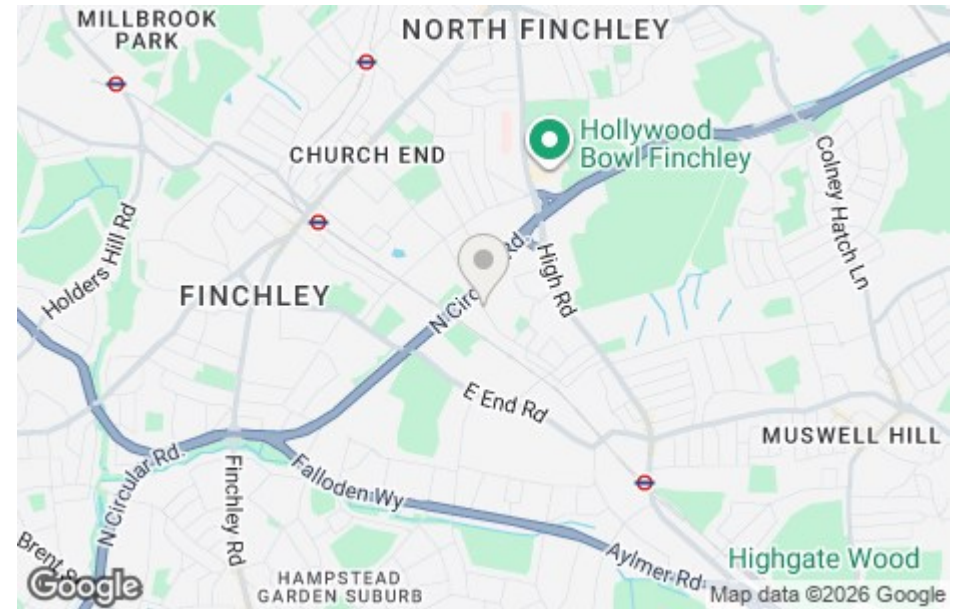 MILLBROOK
PARK
NORTH FINCHLEY
Hollywood
Bowl Finchley
CHURCH END
Colney Hatch Ln
Holders Hill Rd
N Circ
Rd
High Rd
FINCHLEY
E End Rd
MUSWELL HILL
N Circular Rd
Finchley Rd
Falloden Wy
Aylmer Rd
Brent S
Highgate Wood
HAMPSTEAD
GARDEN SUBURB
Google
Map data ©2026 Google